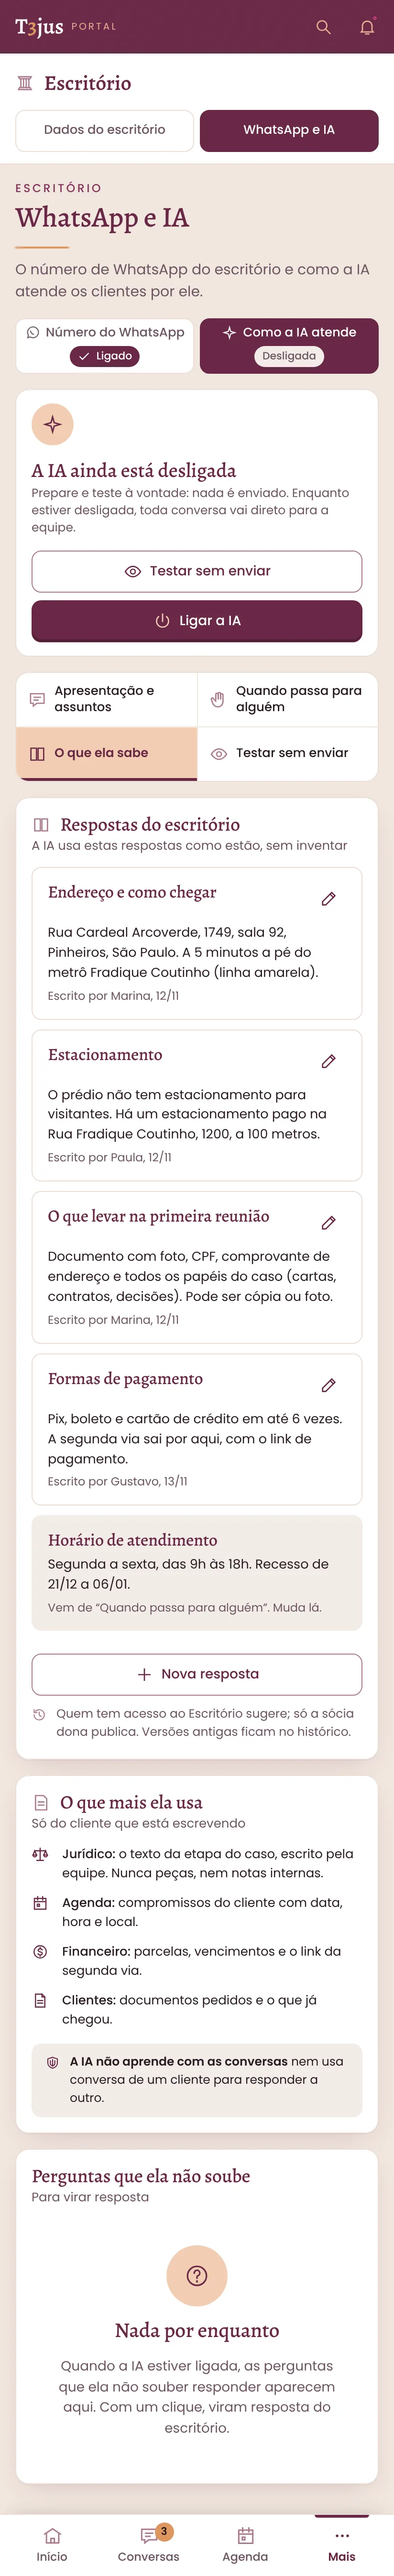 T3jus PORTAL
Escritório
Dados do escritório
WhatsApp e IA
ESCRITÓRIO
WhatsApp e IA
O número de WhatsApp do escritório e como a IA
atende os clientes por ele.
Número do WhatsApp
Ligado
Como a IA atende
Desligada
A IA ainda está desligada
Prepare e teste à vontade: nada é enviado. Enquanto
estiver desligada, toda conversa vai direto para a
equipe.
Testar sem enviar
Ligar a IA
Apresentação e
assuntos
Quando passa para
alguém
O que ela sabe
Testar sem enviar
Respostas do escritório
A IA usa estas respostas como estão, sem inventar
Endereço e como chegar
Rua Cardeal Arcoverde, 1749, sala 92,
Pinheiros, São Paulo. A 5 minutos a pé do
metrô Fradique Coutinho (linha amarela).
Escrito por Marina, 12/11
Estacionamento
O prédio não tem estacionamento para
visitantes. Há um estacionamento pago na
Rua Fradique Coutinho, 1200, a 100 metros.
Escrito por Paula, 12/11
O que levar na primeira reunião
Documento com foto, CPF, comprovante de
endereço e todos os papéis do caso (cartas,
contratos, decisões). Pode ser cópia ou foto.
Escrito por Marina, 12/11
Formas de pagamento
Pix, boleto e cartão de crédito em até 6 vezes.
A segunda via sai por aqui, com o link de
pagamento.
Escrito por Gustavo, 13/11
Horário de atendimento
Segunda a sexta, das 9h às 18h. Recesso de
21/12 a 06/01.
Vem de “Quando passa para alguém”. Muda lá.
Nova resposta
Quem tem acesso ao Escritório sugere; só a sócia
dona publica. Versões antigas ficam no histórico.
O que mais ela usa
Só do cliente que está escrevendo
Jurídico: o texto da etapa do caso, escrito pela
equipe. Nunca peças, nem notas internas.
Agenda: compromissos do cliente com data,
hora e local.
Financeiro: parcelas, vencimentos e o link da
segunda via.
Clientes: documentos pedidos e o que já
chegou.
A IA não aprende com as conversas nem usa
conversa de um cliente para responder a
outro.
Perguntas que ela não soube
Para virar resposta
Nada por enquanto
Quando a IA estiver ligada, as perguntas
que ela não souber responder aparecem
aqui. Com um clique, viram resposta do
escritório.
Início
3
Conversas
Agenda
Mais